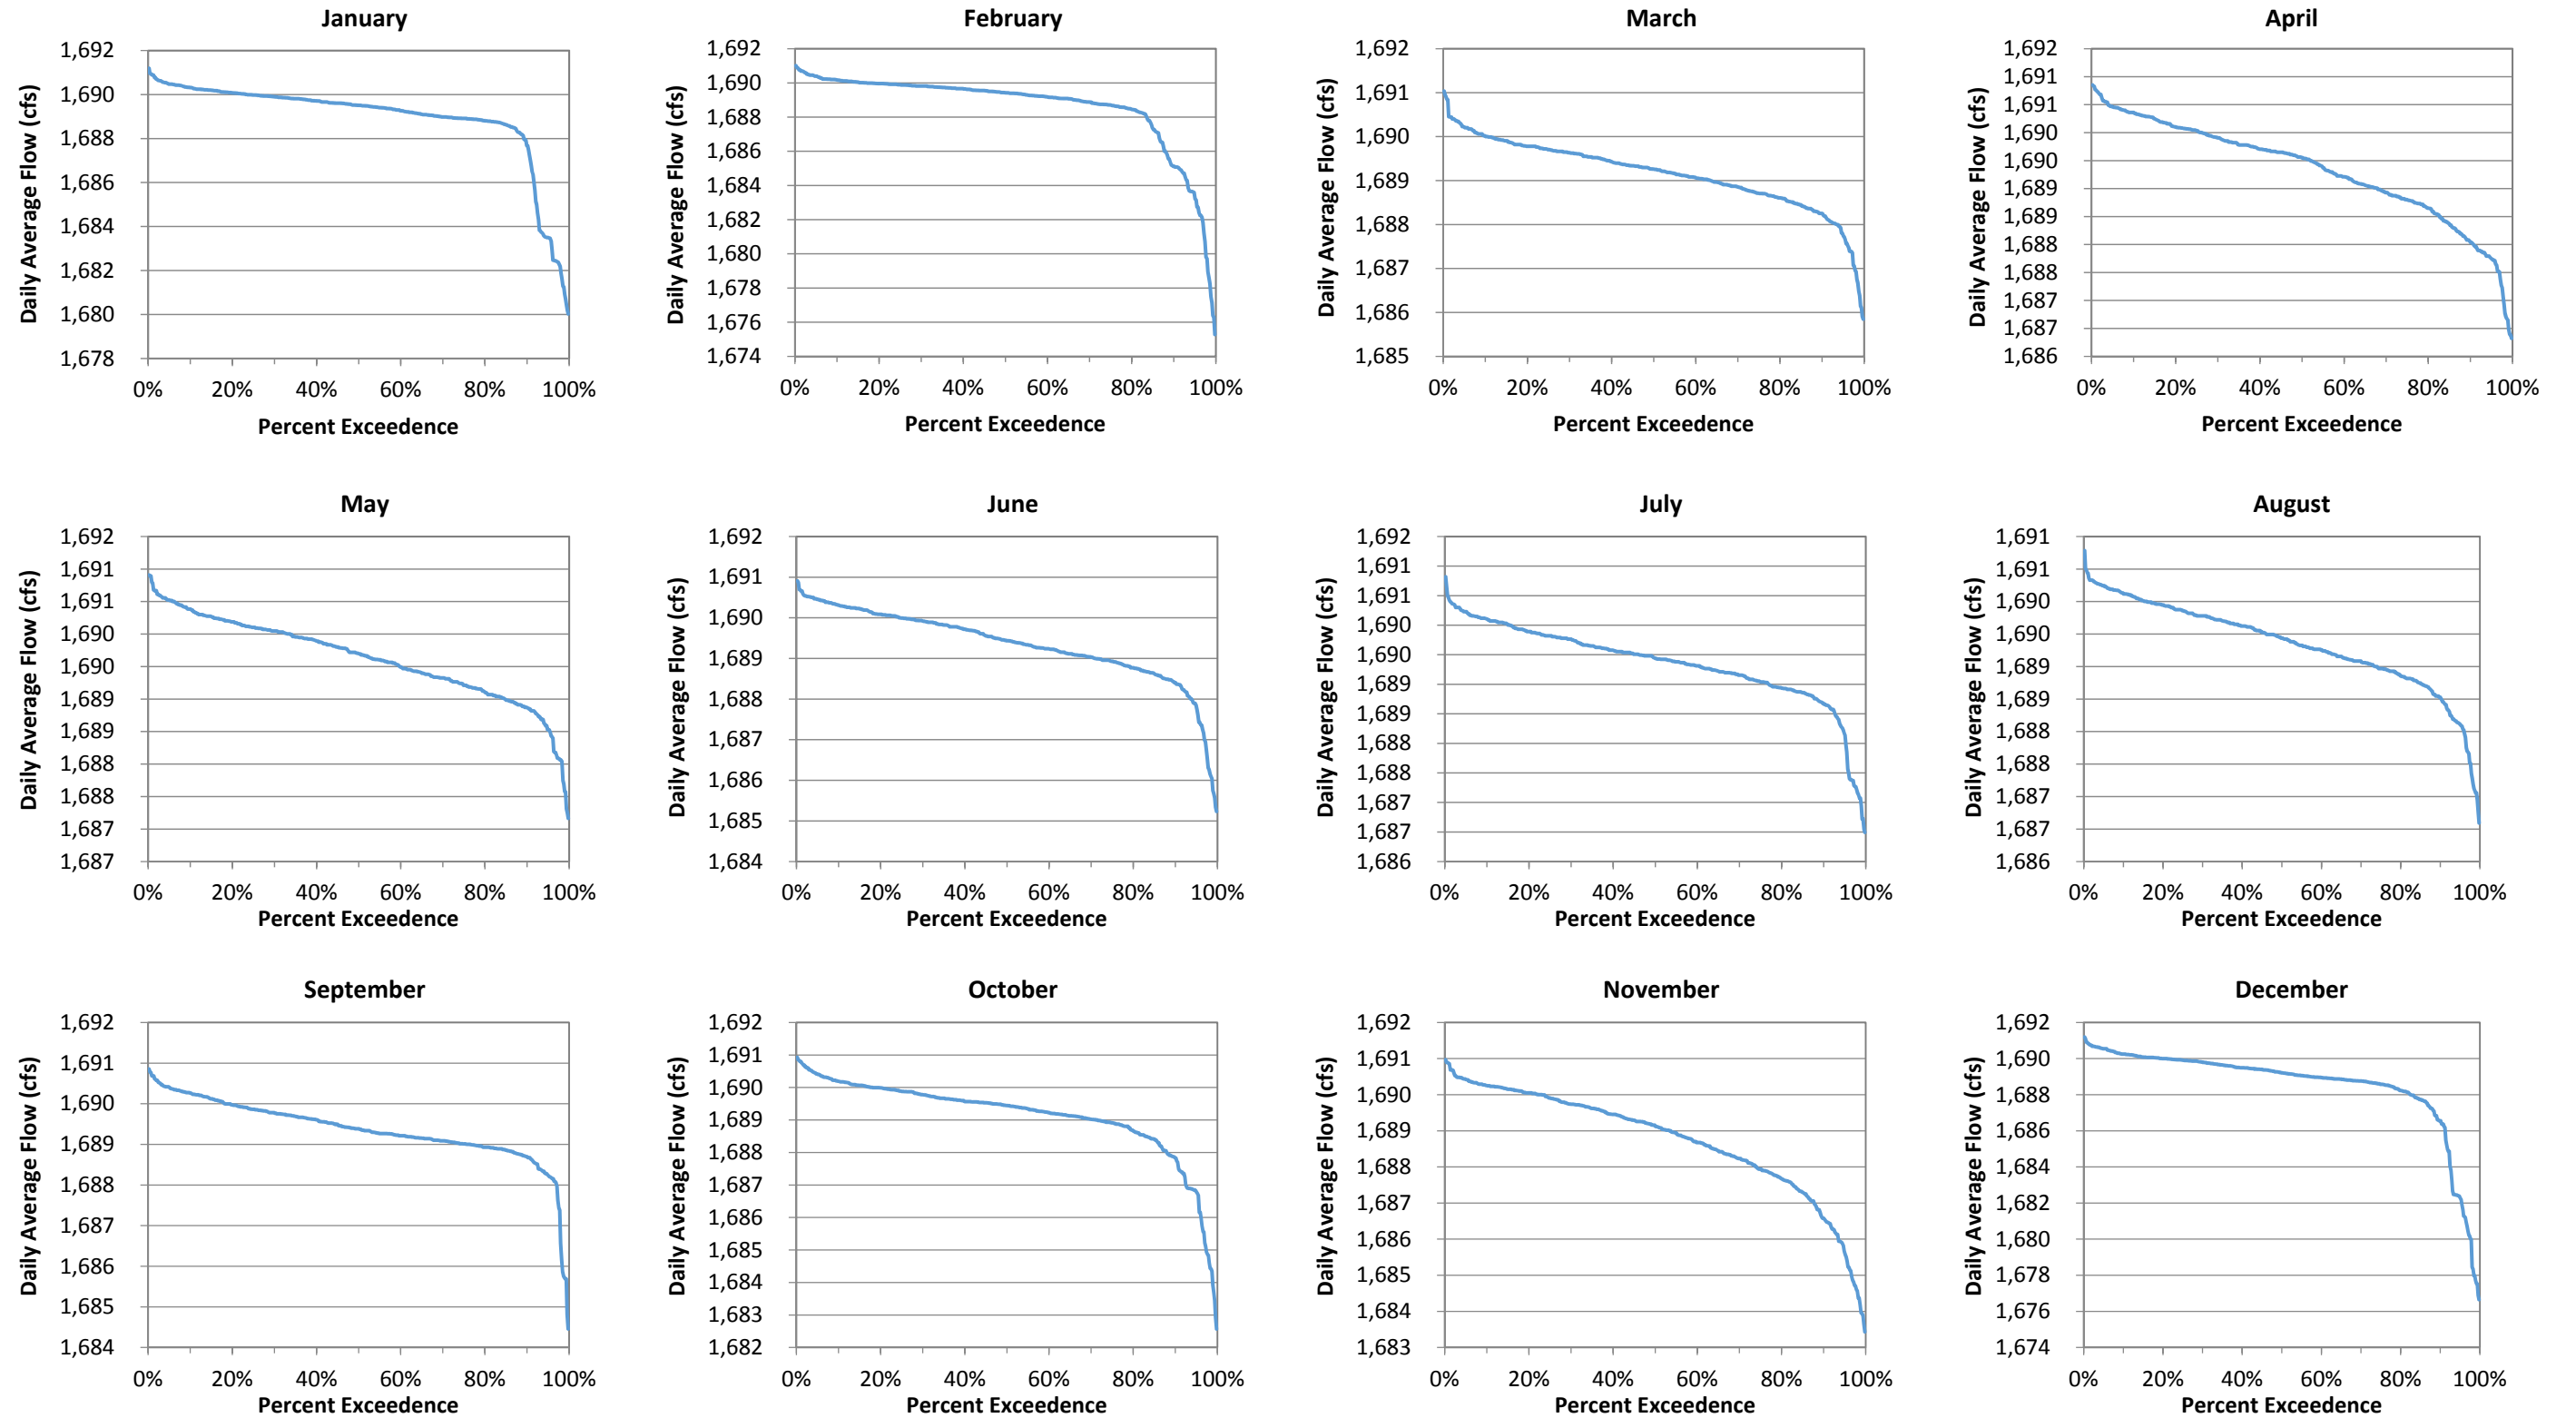 January
1,692
1,690
1,688
1,686
1,684
1,682
1,680
1,678
0% 20% 40% 60% 80% 100%
Daily Average Flow (cfs)
Percent Exceedence
February
1,692
1,690
1,688
1,686
1,684
1,682
1,680
1,678
1,676
1,674
0% 20% 40% 60% 80% 100%
Daily Average Flow (cfs)
Percent Exceedence
March
1,692
1,691
1,690
1,689
1,688
1,687
1,686
1,685
0% 20% 40% 60% 80% 100%
Daily Average Flow (cfs)
Percent Exceedence
April
1,692
1,691
1,691
1,690
1,690
1,689
1,689
1,688
1,688
1,687
1,687
1,686
0% 20% 40% 60% 80% 100%
Daily Average Flow (cfs)
Percent Exceedence
May
1,692
1,691
1,691
1,690
1,690
1,689
1,689
1,688
1,688
1,687
1,687
0% 20% 40% 60% 80% 100%
Daily Average Flow (cfs)
Percent Exceedence
June
1,692
1,691
1,690
1,689
1,688
1,687
1,686
1,685
1,684
0% 20% 40% 60% 80% 100%
Daily Average Flow (cfs)
Percent Exceedence
July
1,692
1,691
1,691
1,690
1,690
1,689
1,689
1,688
1,688
1,687
1,687
1,686
0% 20% 40% 60% 80% 100%
Daily Average Flow (cfs)
Percent Exceedence
August
1,691
1,691
1,690
1,690
1,689
1,689
1,688
1,688
1,687
1,687
1,686
0% 20% 40% 60% 80% 100%
Daily Average Flow (cfs)
Percent Exceedence
September
1,692
1,691
1,690
1,689
1,688
1,687
1,686
1,685
1,684
0% 20% 40% 60% 80% 100%
Daily Average Flow (cfs)
Percent Exceedence
October
1,692
1,691
1,690
1,689
1,688
1,687
1,686
1,685
1,684
1,683
1,682
0% 20% 40% 60% 80% 100%
Daily Average Flow (cfs)
Percent Exceedence
November
1,692
1,691
1,690
1,689
1,688
1,687
1,686
1,685
1,684
1,683
0% 20% 40% 60% 80% 100%
Daily Average Flow (cfs)
Percent Exceedence
December
1,692
1,690
1,688
1,686
1,684
1,682
1,680
1,678
1,676
1,674
0% 20% 40% 60% 80% 100%
Daily Average Flow (cfs)
Percent Exceedence